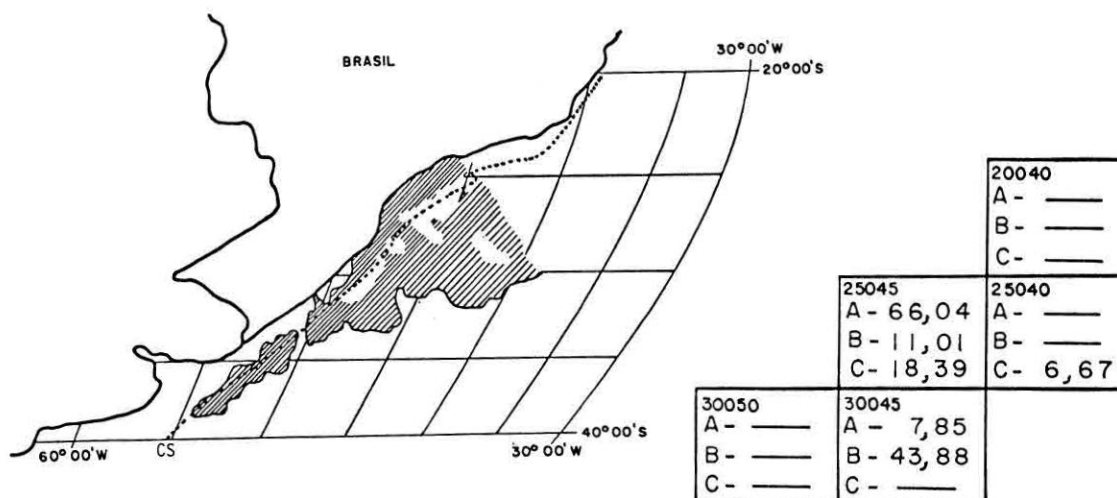 BRASIL
30°00'W
20°00'S
60°00'W
CS
30°00'W
40°00'S
20040
A - ———
B - ———
C - ———
25045
A - 66,04
B - 11,01
C - 18,39
25040
A - ———
B - ———
C - 6,67
30050
A - ———
B - ———
C - ———
30045
A - 7,85
B - 43,88
C - ———